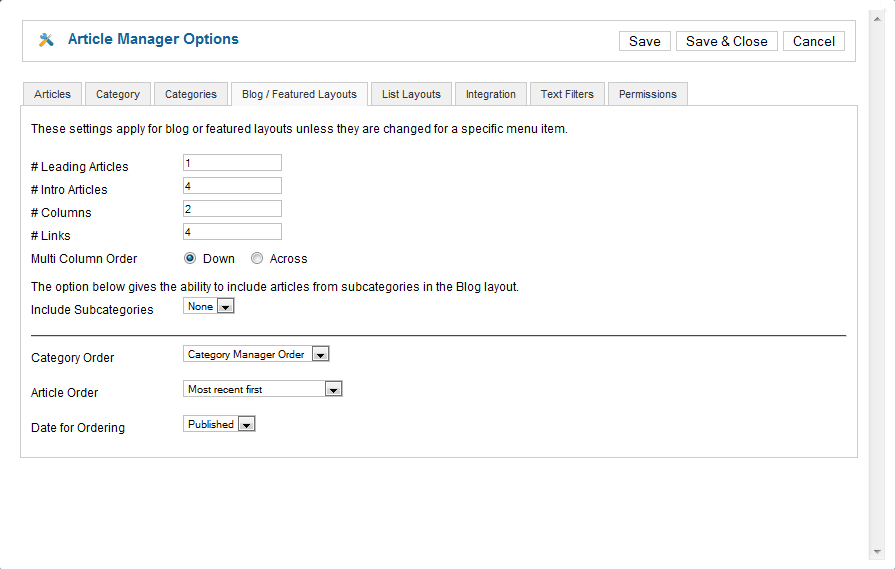 Article Manager Options
Save Save & Close Cancel
Articles Category Categories Blog / Featured Layouts List Layouts Integration Text Filters Permissions
These settings apply for blog or featured layouts unless they are changed for a specific menu item.
# Leading Articles 1
# Intro Articles 4
# Columns 2
# Links 4
Multi Column Order Down Across
The option below gives the ability to include articles from subcategories in the Blog layout.
Include Subcategories None
Category Order Category Manager Order
Article Order Most recent first
Date for Ordering Published